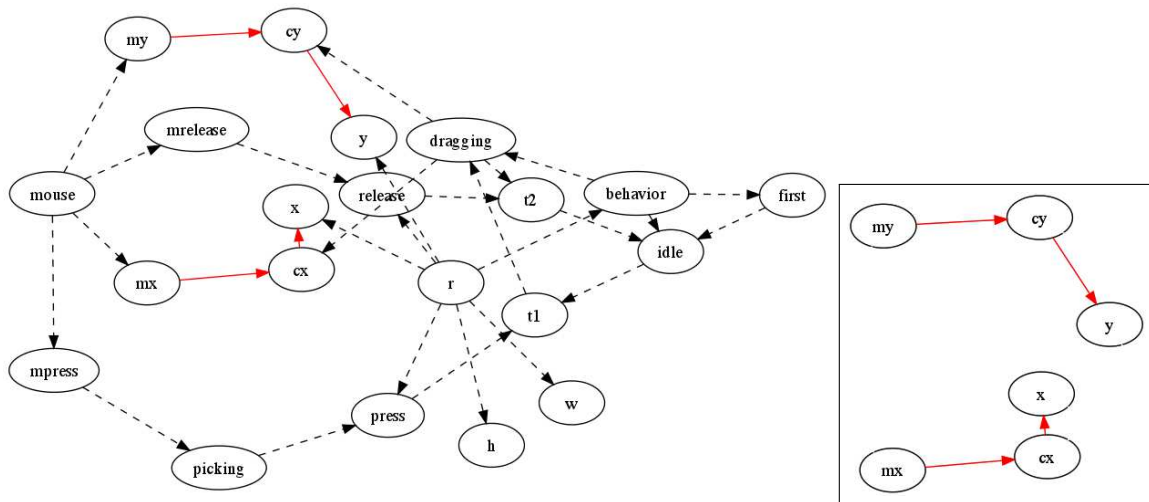 my
cy
mrelease
y
dragging
mouse
release
t2
behavior
first
x
idle
mx
cx
r
t1
mpress
press
w
h
picking
my
cy
y
x
mx
cx